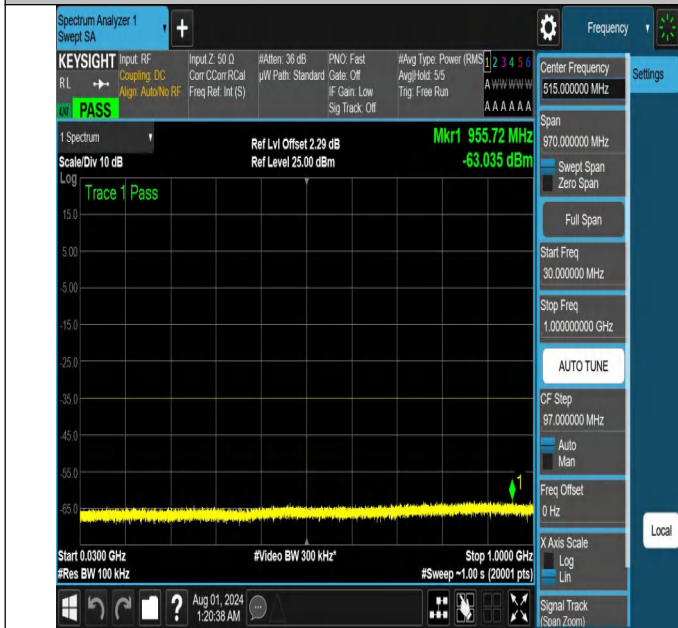 Spectrum Analyzer 1
Swept SA
+
Frequency
KEYSIGHT
RL
Input: RF
Coupling: DC
Align: Auto/No RF
Input Z: 50 Ω
Corr CCorr RCal
Freq Ref: Int (S)
#Atten: 36 dB
µW Path: Standard
PNO: Fast
Gate: Off
IF Gain: Low
Sig Track: Off
#Avg Type: Power (RMS
Avg|Hold: 5/5
Trig: Free Run
1 2 3 4 5 6
A W W W W W
A A A A A A
LXI
PASS
1 Spectrum
Scale/Div 10 dB
Ref Lvl Offset 2.29 dB
Ref Level 25.00 dBm
Mkr1 955.72 MHz
-63.035 dBm
Log
Trace 1 Pass
15.0
5.00
-5.00
-15.0
-25.0
-35.0
-45.0
-55.0
-65.0
1
Start 0.0300 GHz
#Res BW 100 kHz
#Video BW 300 kHz*
Stop 1.0000 GHz
#Sweep ~1.00 s (20001 pts)
?
Aug 01, 2024
1:20:38 AM
Center Frequency
515.000000 MHz
Settings
Span
970.000000 MHz
Swept Span
Zero Span
Full Span
Start Freq
30.000000 MHz
Stop Freq
1.000000000 GHz
AUTO TUNE
CF Step
97.000000 MHz
Auto
Man
Freq Offset
0 Hz
Local
X Axis Scale
Log
Lin
Signal Track
(Span Zoom)